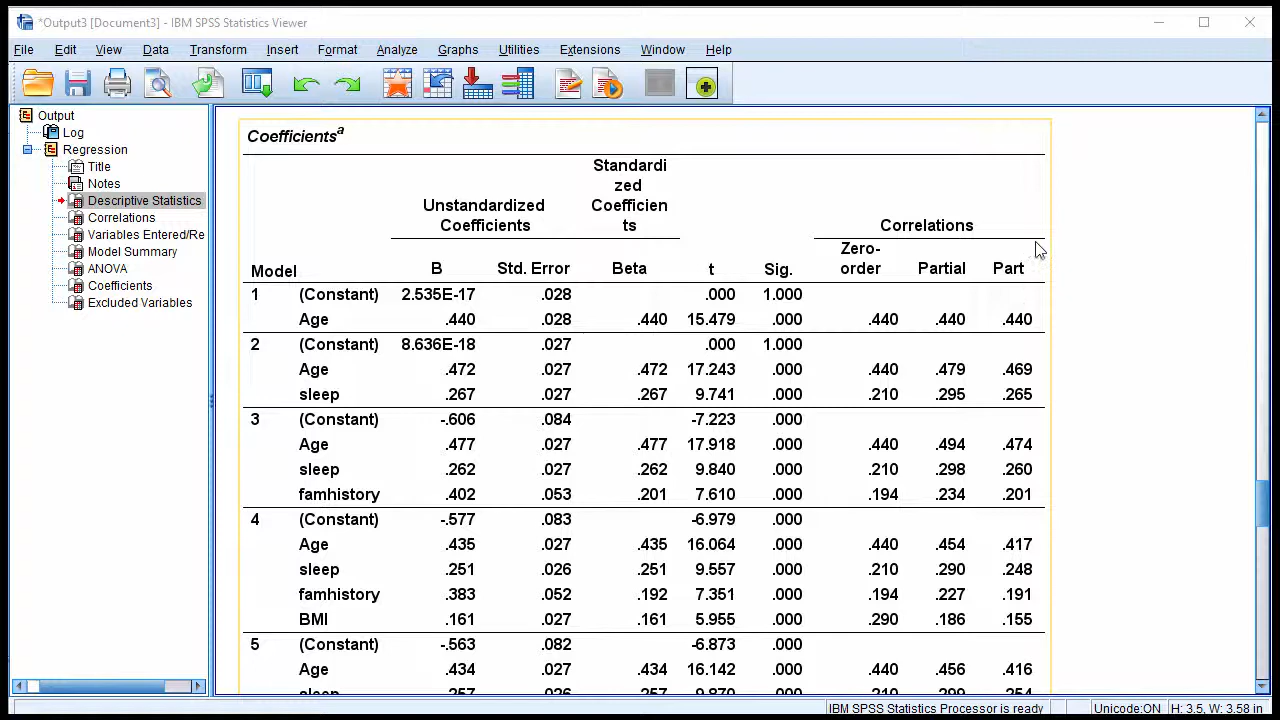 *Output3 [Document3] - IBM SPSS Statistics Viewer
File Edit View Data Transform Insert Format Analyze Graphs Utilities Extensions Window Help
Output
Log
Regression
Title
Notes
Descriptive Statistics
Correlations
Variables Entered/Re
Model Summary
ANOVA
Coefficients
Excluded Variables
Coefficientsa
Standardi
zed
Unstandardized Coefficien
Coefficients ts Correlations
Zero-
Model B Std. Error Beta t Sig. order Partial Part
1 (Constant) 2.535E-17 .028 .000 1.000
Age .440 .028 .440 15.479 .000 .440 .440 .440
2 (Constant) 8.636E-18 .027 .000 1.000
Age .472 .027 .472 17.243 .000 .440 .479 .469
sleep .267 .027 .267 9.741 .000 .210 .295 .265
3 (Constant) -.606 .084 -7.223 .000
Age .477 .027 .477 17.918 .000 .440 .494 .474
sleep .262 .027 .262 9.840 .000 .210 .298 .260
famhistory .402 .053 .201 7.610 .000 .194 .234 .201
4 (Constant) -.577 .083 -6.979 .000
Age .435 .027 .435 16.064 .000 .440 .454 .417
sleep .251 .026 .251 9.557 .000 .210 .290 .248
famhistory .383 .052 .192 7.351 .000 .194 .227 .191
BMI .161 .027 .161 5.955 .000 .290 .186 .155
5 (Constant) -.563 .082 -6.873 .000
Age .434 .027 .434 16.142 .000 .440 .456 .416
sleep .257 .026 .257 9.870 .000 .210 .299 .254
IBM SPSS Statistics Processor is ready Unicode:ON H: 3.5, W: 3.58 in